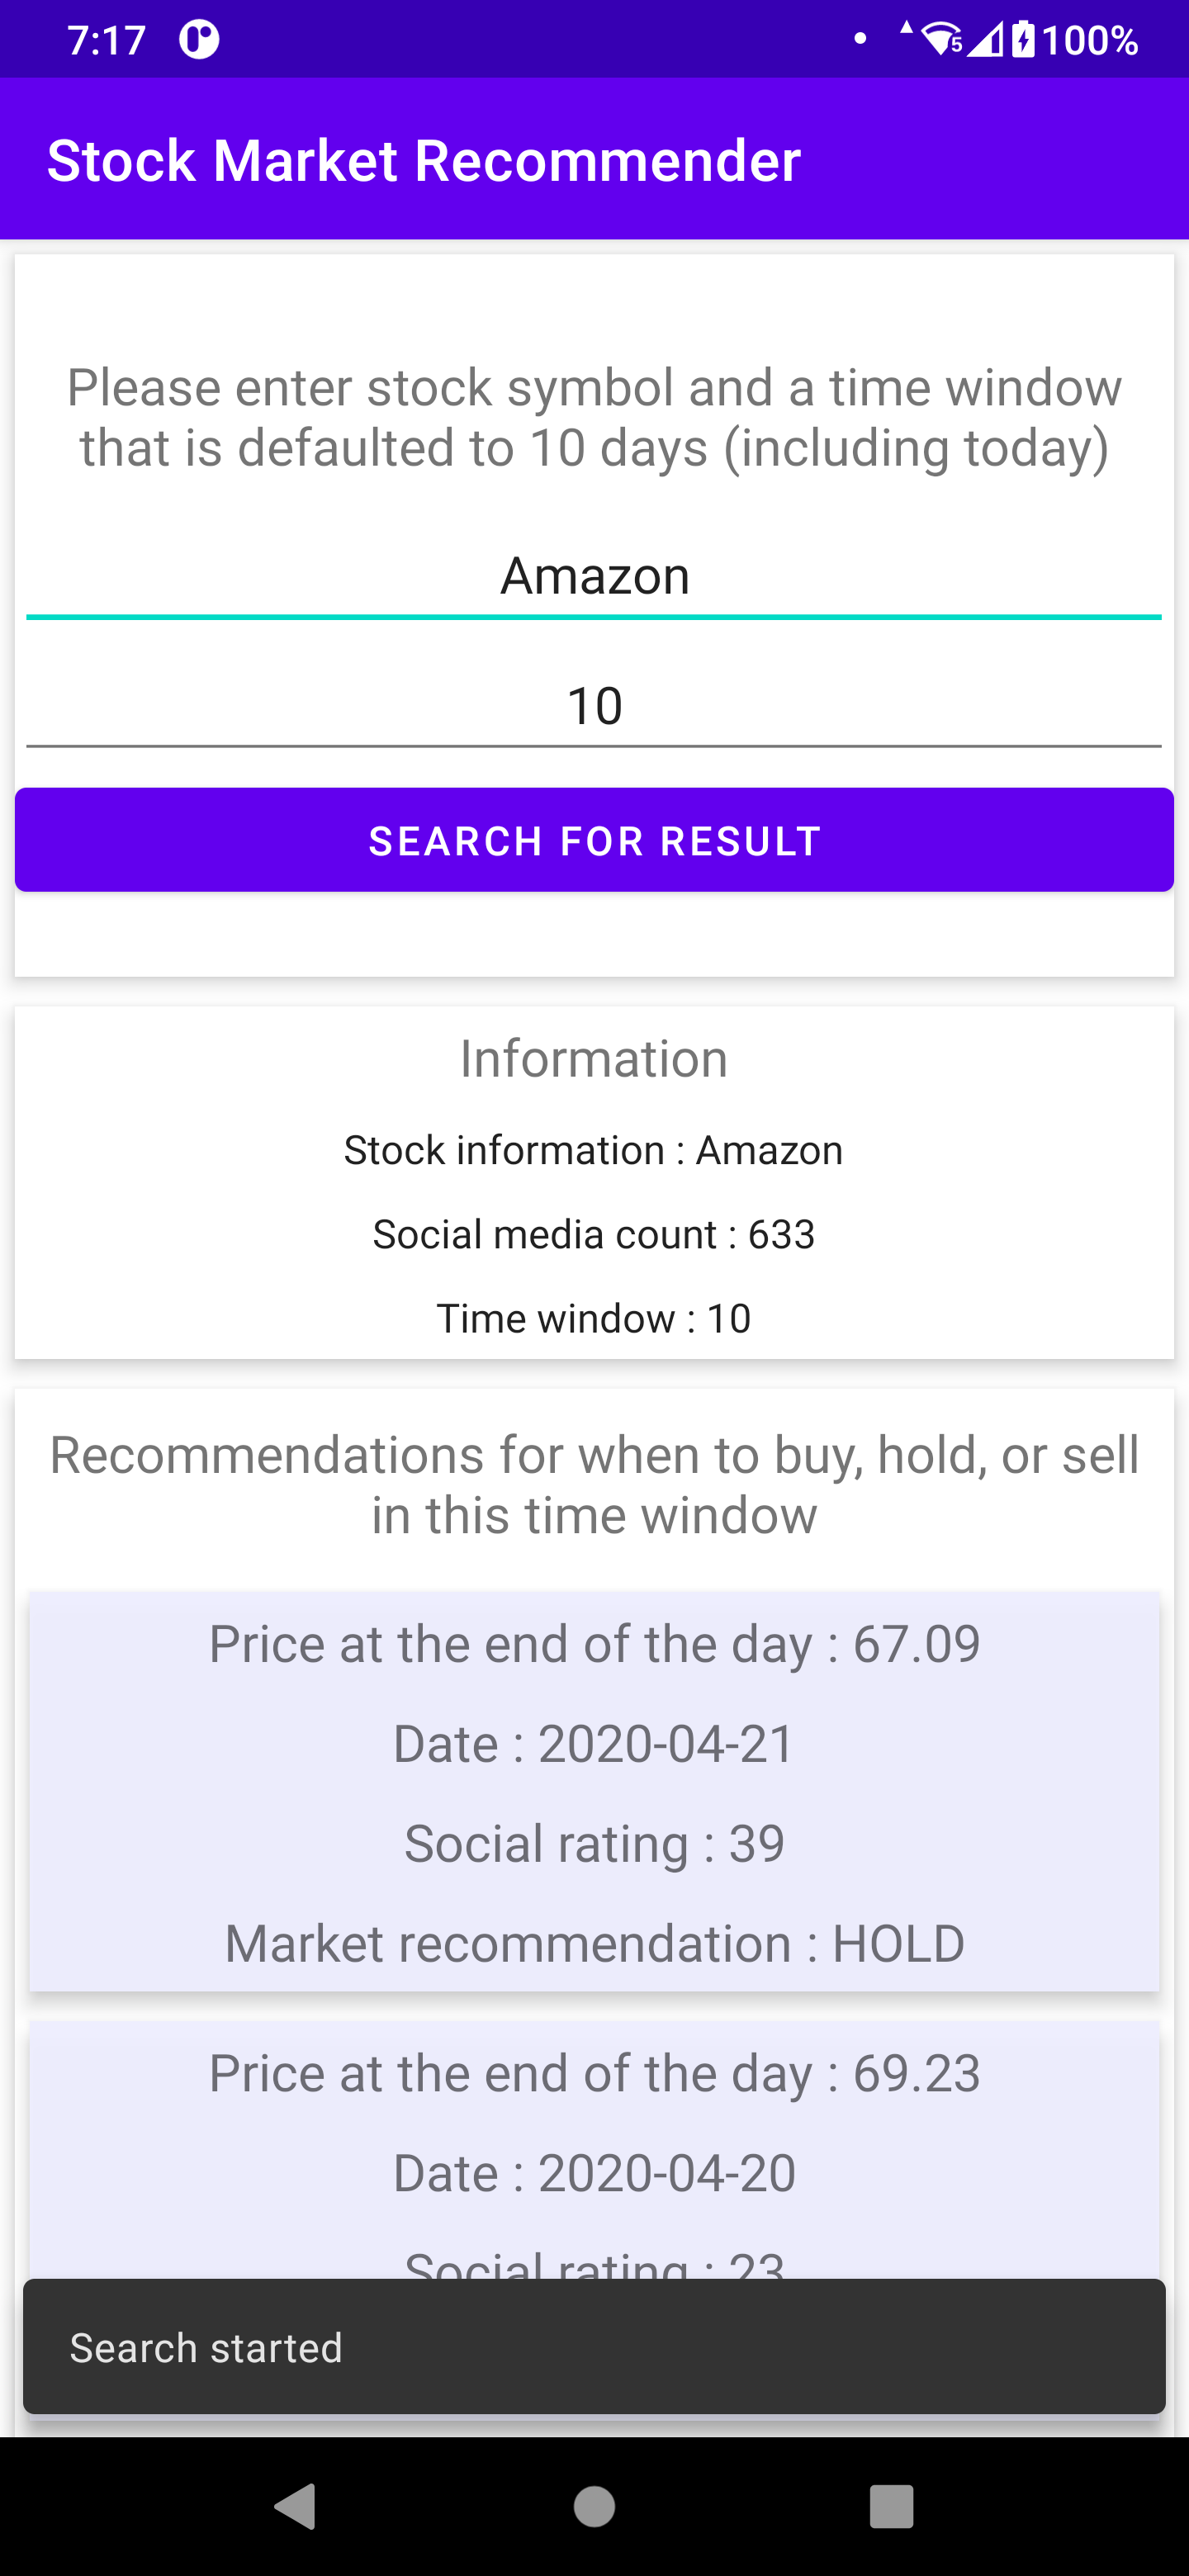 7:17
5 100%
Stock Market Recommender
Please enter stock symbol and a time window
that is defaulted to 10 days (including today)
Amazon
10
SEARCH FOR RESULT
Information
Stock information : Amazon
Social media count : 633
Time window : 10
Recommendations for when to buy, hold, or sell
in this time window
Price at the end of the day : 67.09
Date : 2020-04-21
Social rating : 39
Market recommendation : HOLD
Price at the end of the day : 69.23
Date : 2020-04-20
Social rating : 23
Search started